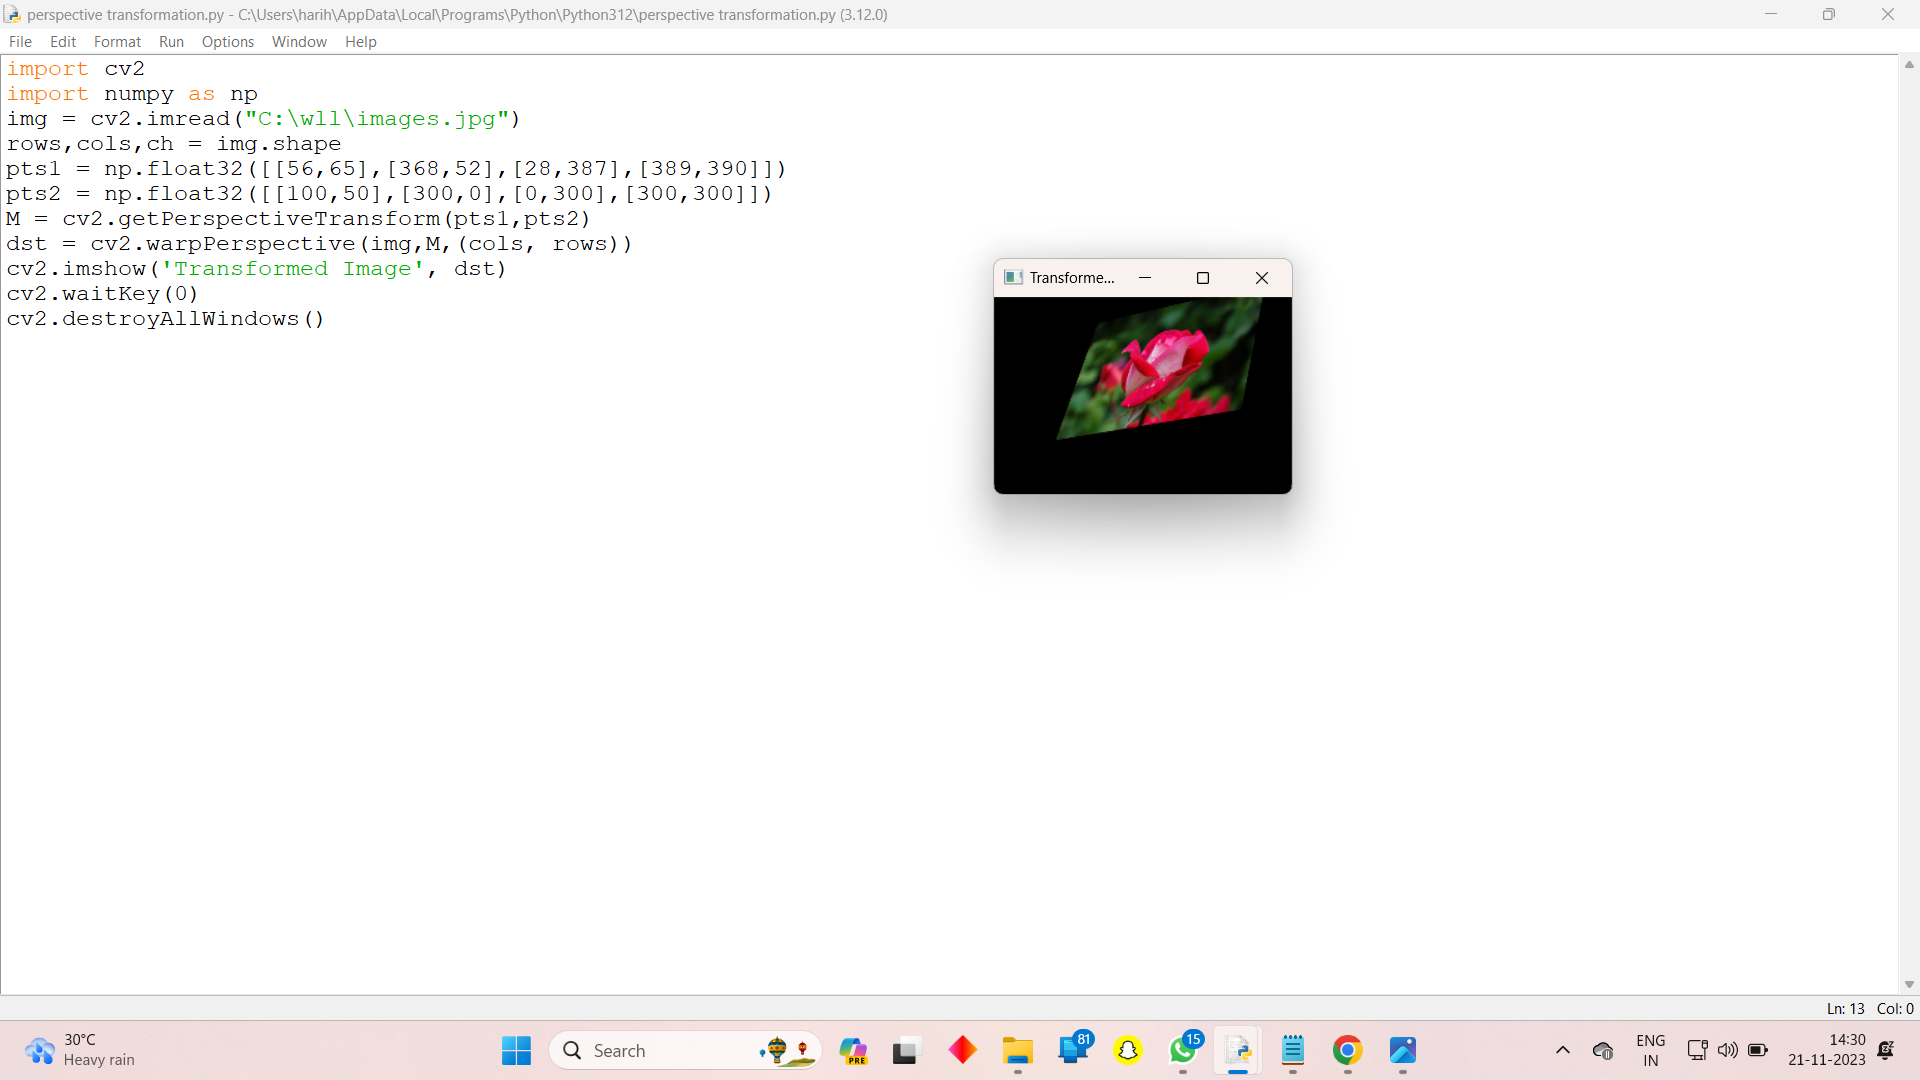 perspective transformation.py - C:\Users\harih\AppData\Local\Programs\Python\Python312\perspective transformation.py (3.12.0)
File Edit Format Run Options Window Help
import cv2
import numpy as np
img = cv2.imread("C:\wll\images.jpg")
rows,cols,ch = img.shape
pts1 = np.float32([[56,65],[368,52],[28,387],[389,390]])
pts2 = np.float32([[100,50],[300,0],[0,300],[300,300]])
M = cv2.getPerspectiveTransform(pts1,pts2)
dst = cv2.warpPerspective(img,M,(cols, rows))
cv2.imshow('Transformed Image', dst)
cv2.waitKey(0)
cv2.destroyAllWindows()
Transforme...
Ln: 13 Col: 0
30°C
Heavy rain
Search
PRE
81
15
ENG
IN
14:30
21-11-2023